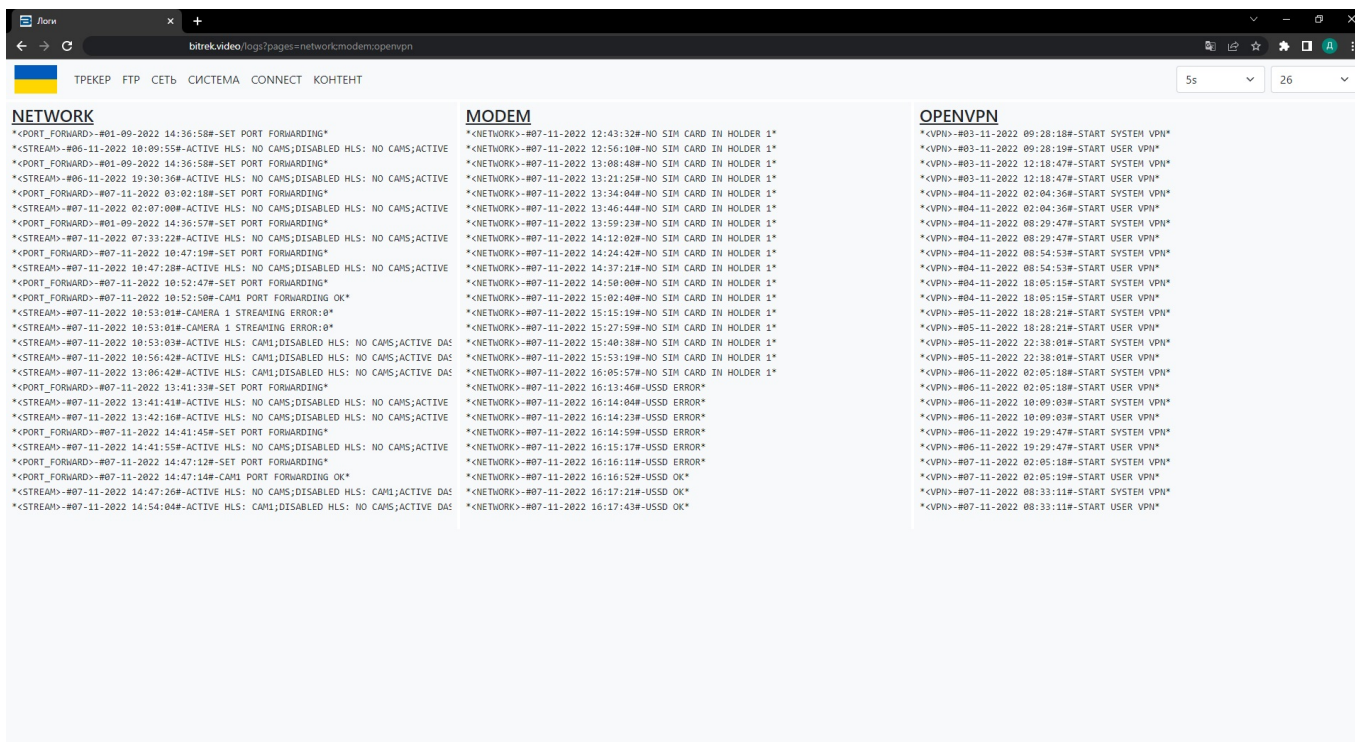 Логи
bitrek.video/logs?pages=network;modem;openvpn
Д
ТРЕКЕР FTP СЕТЬ СИСТЕМА CONNECT КОНТЕНТ
5s
26
NETWORK
*<PORT_FORWARD>-#01-09-2022 14:36:58#-SET PORT FORWARDING*
*<STREAM>-#06-11-2022 10:09:55#-ACTIVE HLS: NO CAMS;DISABLED HLS: NO CAMS;ACTIVE
*<PORT_FORWARD>-#01-09-2022 14:36:58#-SET PORT FORWARDING*
*<STREAM>-#06-11-2022 19:30:36#-ACTIVE HLS: NO CAMS;DISABLED HLS: NO CAMS;ACTIVE
*<PORT_FORWARD>-#07-11-2022 03:02:18#-SET PORT FORWARDING*
*<STREAM>-#07-11-2022 02:07:00#-ACTIVE HLS: NO CAMS;DISABLED HLS: NO CAMS;ACTIVE
*<PORT_FORWARD>-#01-09-2022 14:36:57#-SET PORT FORWARDING*
*<STREAM>-#07-11-2022 07:33:22#-ACTIVE HLS: NO CAMS;DISABLED HLS: NO CAMS;ACTIVE
*<PORT_FORWARD>-#07-11-2022 10:47:19#-SET PORT FORWARDING*
*<STREAM>-#07-11-2022 10:47:28#-ACTIVE HLS: NO CAMS;DISABLED HLS: NO CAMS;ACTIVE
*<PORT_FORWARD>-#07-11-2022 10:52:47#-SET PORT FORWARDING*
*<PORT_FORWARD>-#07-11-2022 10:52:50#-CAM1 PORT FORWARDING OK*
*<STREAM>-#07-11-2022 10:53:01#-CAMERA 1 STREAMING ERROR:0*
*<STREAM>-#07-11-2022 10:53:01#-CAMERA 1 STREAMING ERROR:0*
*<STREAM>-#07-11-2022 10:53:03#-ACTIVE HLS: CAM1;DISABLED HLS: NO CAMS;ACTIVE DAS
*<STREAM>-#07-11-2022 10:56:42#-ACTIVE HLS: CAM1;DISABLED HLS: NO CAMS;ACTIVE DAS
*<STREAM>-#07-11-2022 13:06:42#-ACTIVE HLS: CAM1;DISABLED HLS: NO CAMS;ACTIVE DAS
*<PORT_FORWARD>-#07-11-2022 13:41:33#-SET PORT FORWARDING*
*<STREAM>-#07-11-2022 13:41:41#-ACTIVE HLS: NO CAMS;DISABLED HLS: NO CAMS;ACTIVE
*<STREAM>-#07-11-2022 13:42:16#-ACTIVE HLS: NO CAMS;DISABLED HLS: NO CAMS;ACTIVE
*<PORT_FORWARD>-#07-11-2022 14:41:45#-SET PORT FORWARDING*
*<STREAM>-#07-11-2022 14:41:55#-ACTIVE HLS: NO CAMS;DISABLED HLS: NO CAMS;ACTIVE
*<PORT_FORWARD>-#07-11-2022 14:47:12#-SET PORT FORWARDING*
*<PORT_FORWARD>-#07-11-2022 14:47:14#-CAM1 PORT FORWARDING OK*
*<STREAM>-#07-11-2022 14:47:26#-ACTIVE HLS: NO CAMS;DISABLED HLS: CAM1;ACTIVE DAS
*<STREAM>-#07-11-2022 14:54:04#-ACTIVE HLS: CAM1;DISABLED HLS: NO CAMS;ACTIVE DAS
MODEM
*<NETWORK>-#07-11-2022 12:43:32#-NO SIM CARD IN HOLDER 1*
*<NETWORK>-#07-11-2022 12:56:10#-NO SIM CARD IN HOLDER 1*
*<NETWORK>-#07-11-2022 13:08:48#-NO SIM CARD IN HOLDER 1*
*<NETWORK>-#07-11-2022 13:21:25#-NO SIM CARD IN HOLDER 1*
*<NETWORK>-#07-11-2022 13:34:04#-NO SIM CARD IN HOLDER 1*
*<NETWORK>-#07-11-2022 13:46:44#-NO SIM CARD IN HOLDER 1*
*<NETWORK>-#07-11-2022 13:59:23#-NO SIM CARD IN HOLDER 1*
*<NETWORK>-#07-11-2022 14:12:02#-NO SIM CARD IN HOLDER 1*
*<NETWORK>-#07-11-2022 14:24:42#-NO SIM CARD IN HOLDER 1*
*<NETWORK>-#07-11-2022 14:37:21#-NO SIM CARD IN HOLDER 1*
*<NETWORK>-#07-11-2022 14:50:00#-NO SIM CARD IN HOLDER 1*
*<NETWORK>-#07-11-2022 15:02:40#-NO SIM CARD IN HOLDER 1*
*<NETWORK>-#07-11-2022 15:15:19#-NO SIM CARD IN HOLDER 1*
*<NETWORK>-#07-11-2022 15:27:59#-NO SIM CARD IN HOLDER 1*
*<NETWORK>-#07-11-2022 15:40:38#-NO SIM CARD IN HOLDER 1*
*<NETWORK>-#07-11-2022 15:53:19#-NO SIM CARD IN HOLDER 1*
*<NETWORK>-#07-11-2022 16:05:57#-NO SIM CARD IN HOLDER 1*
*<NETWORK>-#07-11-2022 16:13:46#-USSD ERROR*
*<NETWORK>-#07-11-2022 16:14:04#-USSD ERROR*
*<NETWORK>-#07-11-2022 16:14:23#-USSD ERROR*
*<NETWORK>-#07-11-2022 16:14:59#-USSD ERROR*
*<NETWORK>-#07-11-2022 16:15:17#-USSD ERROR*
*<NETWORK>-#07-11-2022 16:16:11#-USSD ERROR*
*<NETWORK>-#07-11-2022 16:16:52#-USSD OK*
*<NETWORK>-#07-11-2022 16:17:21#-USSD OK*
*<NETWORK>-#07-11-2022 16:17:43#-USSD OK*
OPENVPN
*<VPN>-#03-11-2022 09:28:18#-START SYSTEM VPN*
*<VPN>-#03-11-2022 09:28:19#-START USER VPN*
*<VPN>-#03-11-2022 12:18:47#-START SYSTEM VPN*
*<VPN>-#03-11-2022 12:18:47#-START USER VPN*
*<VPN>-#04-11-2022 02:04:36#-START SYSTEM VPN*
*<VPN>-#04-11-2022 02:04:36#-START USER VPN*
*<VPN>-#04-11-2022 08:29:47#-START SYSTEM VPN*
*<VPN>-#04-11-2022 08:29:47#-START USER VPN*
*<VPN>-#04-11-2022 08:54:53#-START SYSTEM VPN*
*<VPN>-#04-11-2022 08:54:53#-START USER VPN*
*<VPN>-#04-11-2022 18:05:15#-START SYSTEM VPN*
*<VPN>-#04-11-2022 18:05:15#-START USER VPN*
*<VPN>-#05-11-2022 18:28:21#-START SYSTEM VPN*
*<VPN>-#05-11-2022 18:28:21#-START USER VPN*
*<VPN>-#05-11-2022 22:38:01#-START SYSTEM VPN*
*<VPN>-#05-11-2022 22:38:01#-START USER VPN*
*<VPN>-#06-11-2022 02:05:18#-START SYSTEM VPN*
*<VPN>-#06-11-2022 02:05:18#-START USER VPN*
*<VPN>-#06-11-2022 10:09:03#-START SYSTEM VPN*
*<VPN>-#06-11-2022 10:09:03#-START USER VPN*
*<VPN>-#06-11-2022 19:29:47#-START SYSTEM VPN*
*<VPN>-#06-11-2022 19:29:47#-START USER VPN*
*<VPN>-#07-11-2022 02:05:18#-START SYSTEM VPN*
*<VPN>-#07-11-2022 02:05:19#-START USER VPN*
*<VPN>-#07-11-2022 08:33:11#-START SYSTEM VPN*
*<VPN>-#07-11-2022 08:33:11#-START USER VPN*